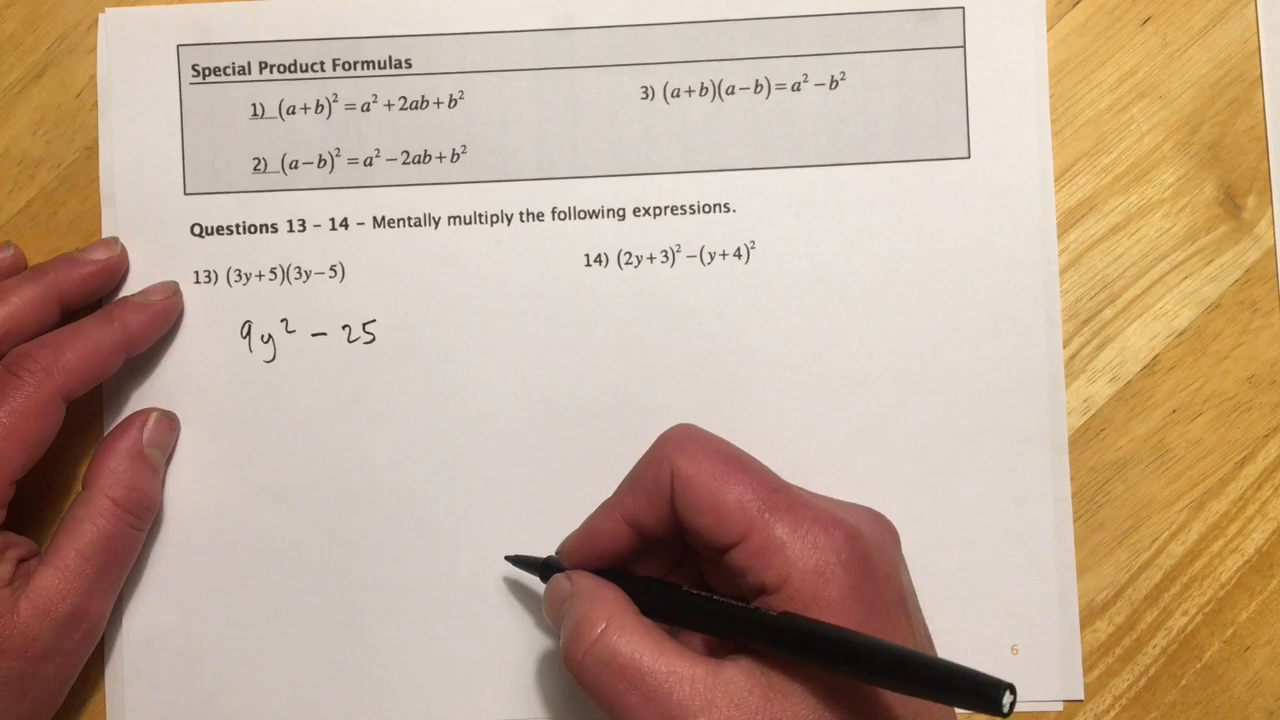 Special Product Formulas
1) (a+b)² = a² + 2ab + b²
3) (a+b)(a−b) = a² − b²
2) (a−b)² = a² − 2ab + b²
Questions 13 – 14 – Mentally multiply the following expressions.
13) (3y+5)(3y−5)
14) (2y+3)² − (y+4)²
9y² − 25
6